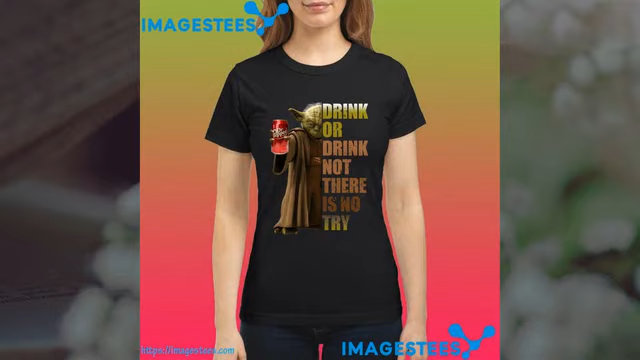 IMAGESTEES
DRINK
OR
DRINK
NOT
THERE
IS NO
TRY
https://imagestees.com
IMAGESTEES